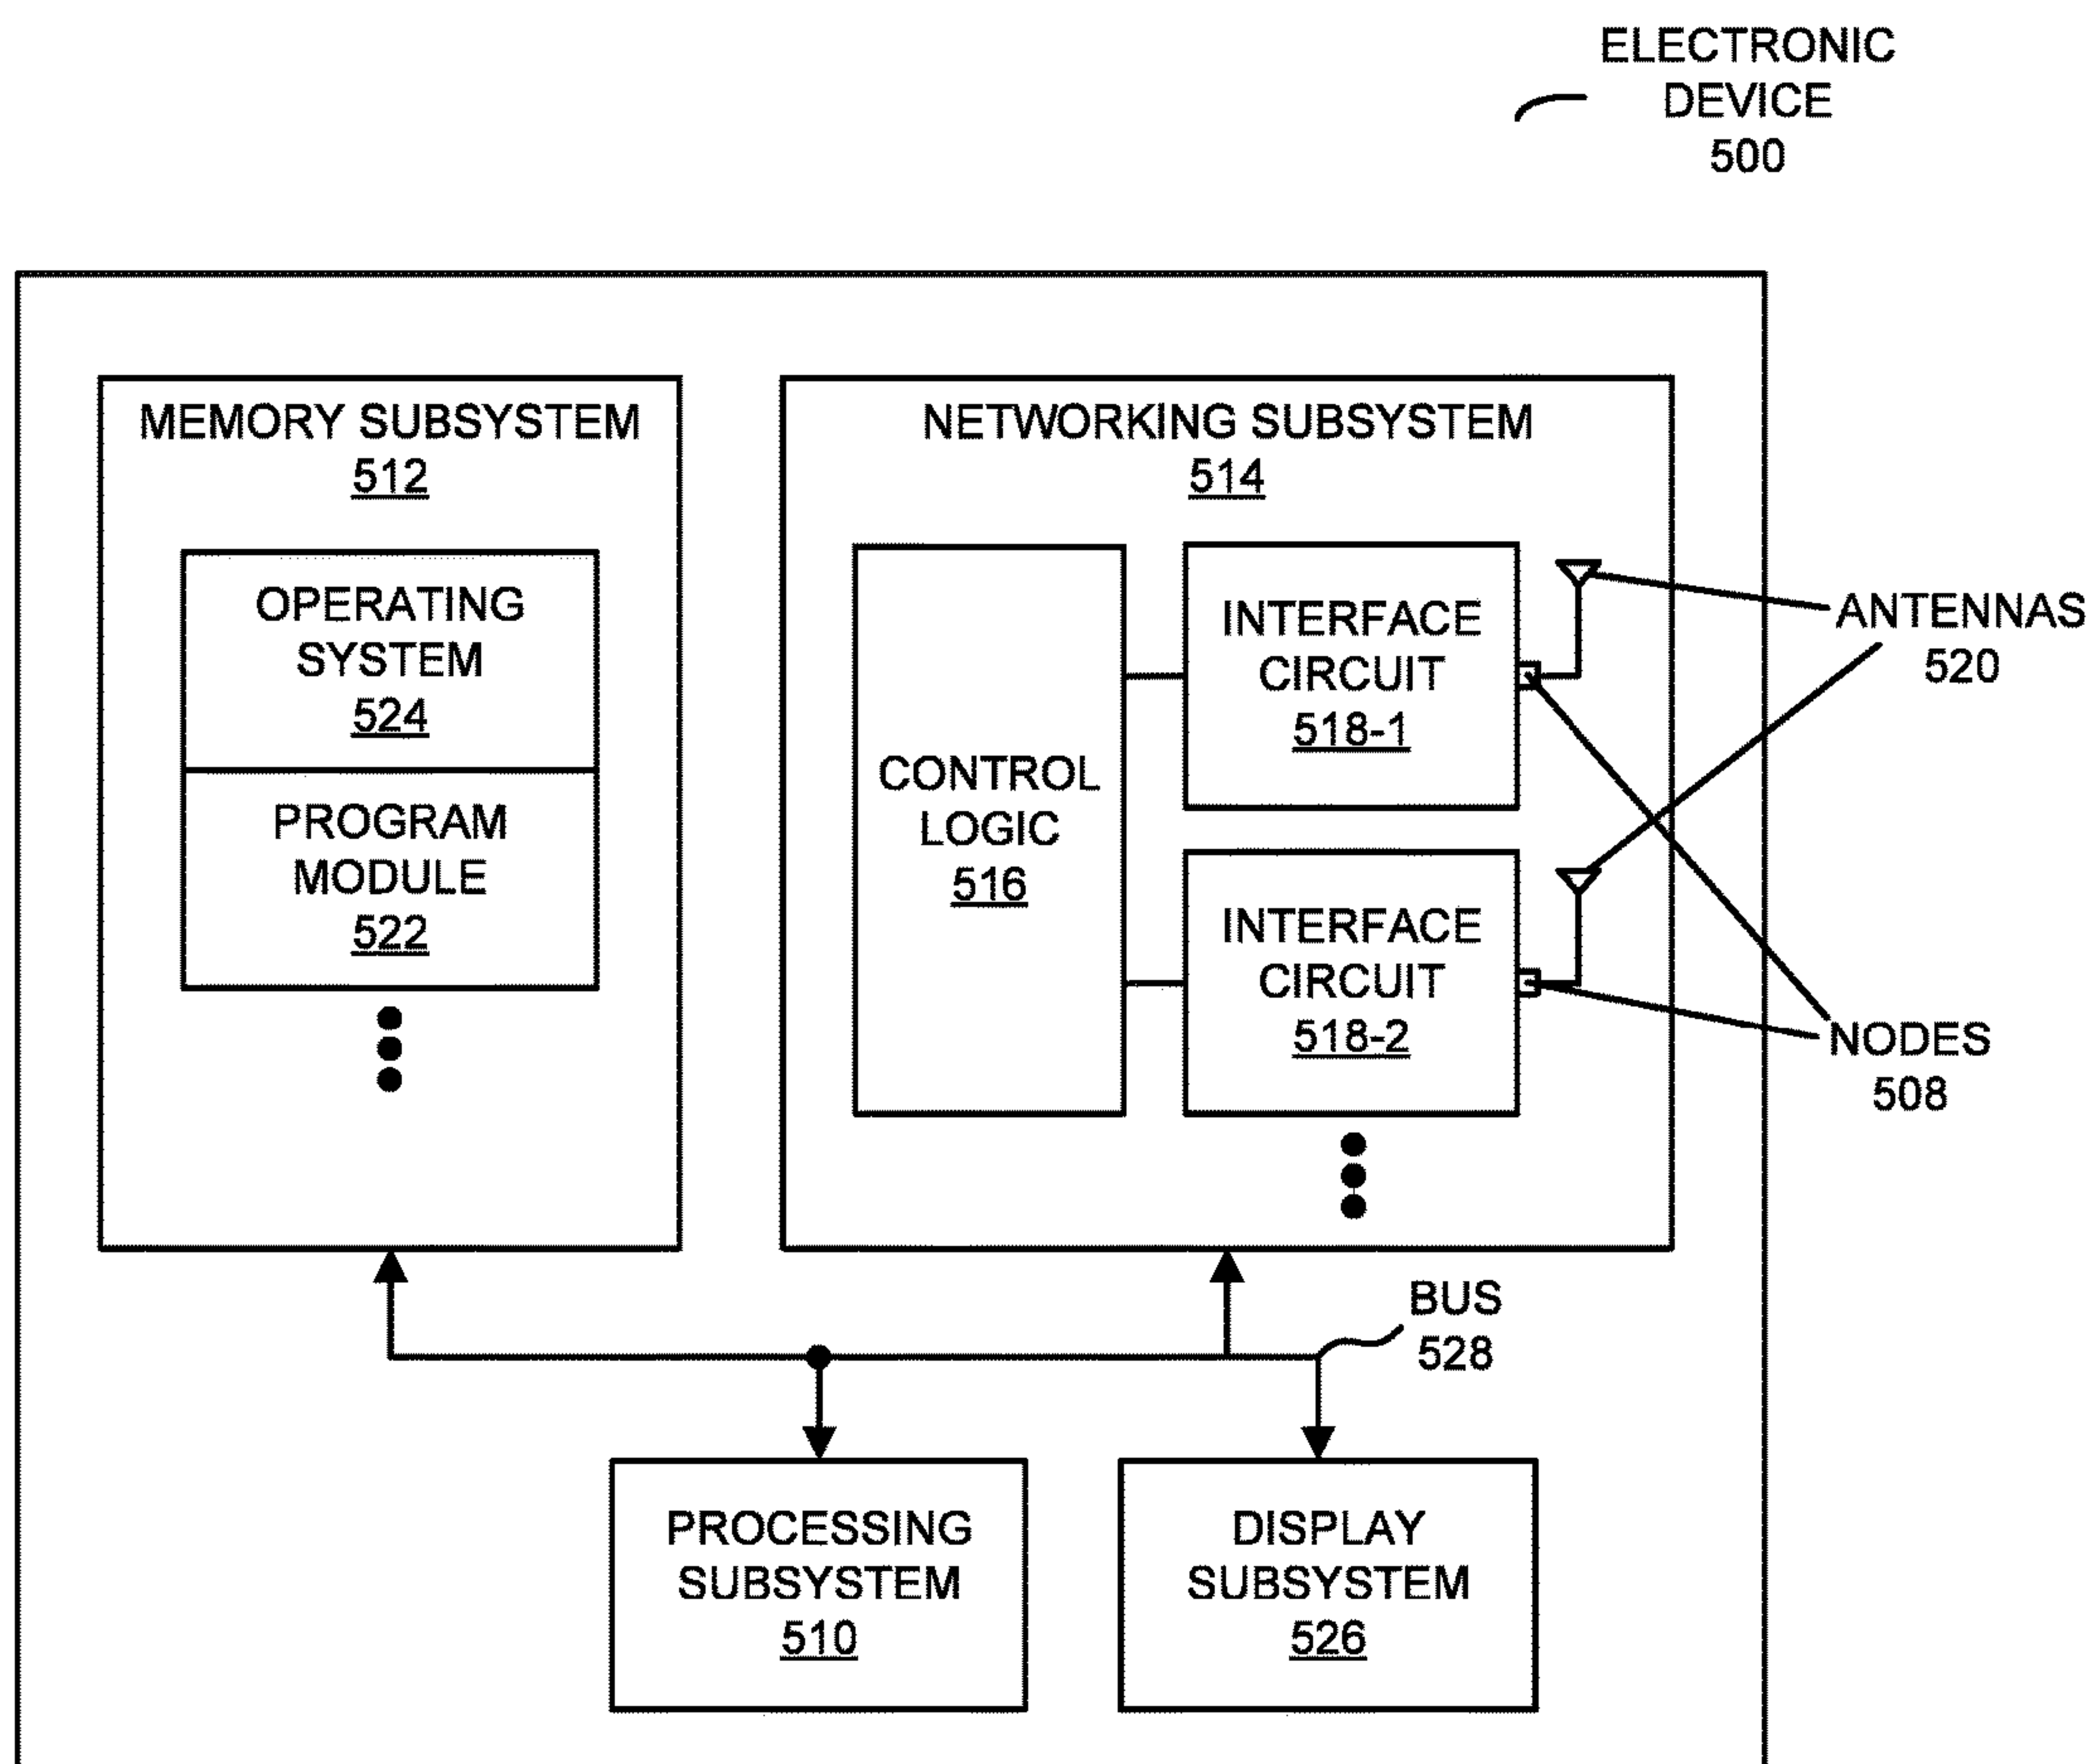 ELECTRONIC
DEVICE
500
MEMORY SUBSYSTEM
512
OPERATING
SYSTEM
524
PROGRAM
MODULE
522
NETWORKING SUBSYSTEM
514
CONTROL
LOGIC
516
INTERFACE
CIRCUIT
518-1
INTERFACE
CIRCUIT
518-2
ANTENNAS
520
NODES
508
BUS
528
PROCESSING
SUBSYSTEM
510
DISPLAY
SUBSYSTEM
526